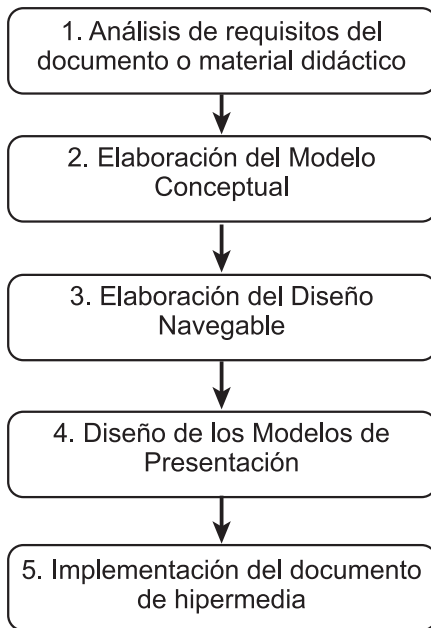 1. Análisis de requisitos del
documento o material didáctico
2. Elaboración del Modelo
Conceptual
3. Elaboración del Diseño
Navegable
4. Diseño de los Modelos de
Presentación
5. Implementación del documento
de hipermedia